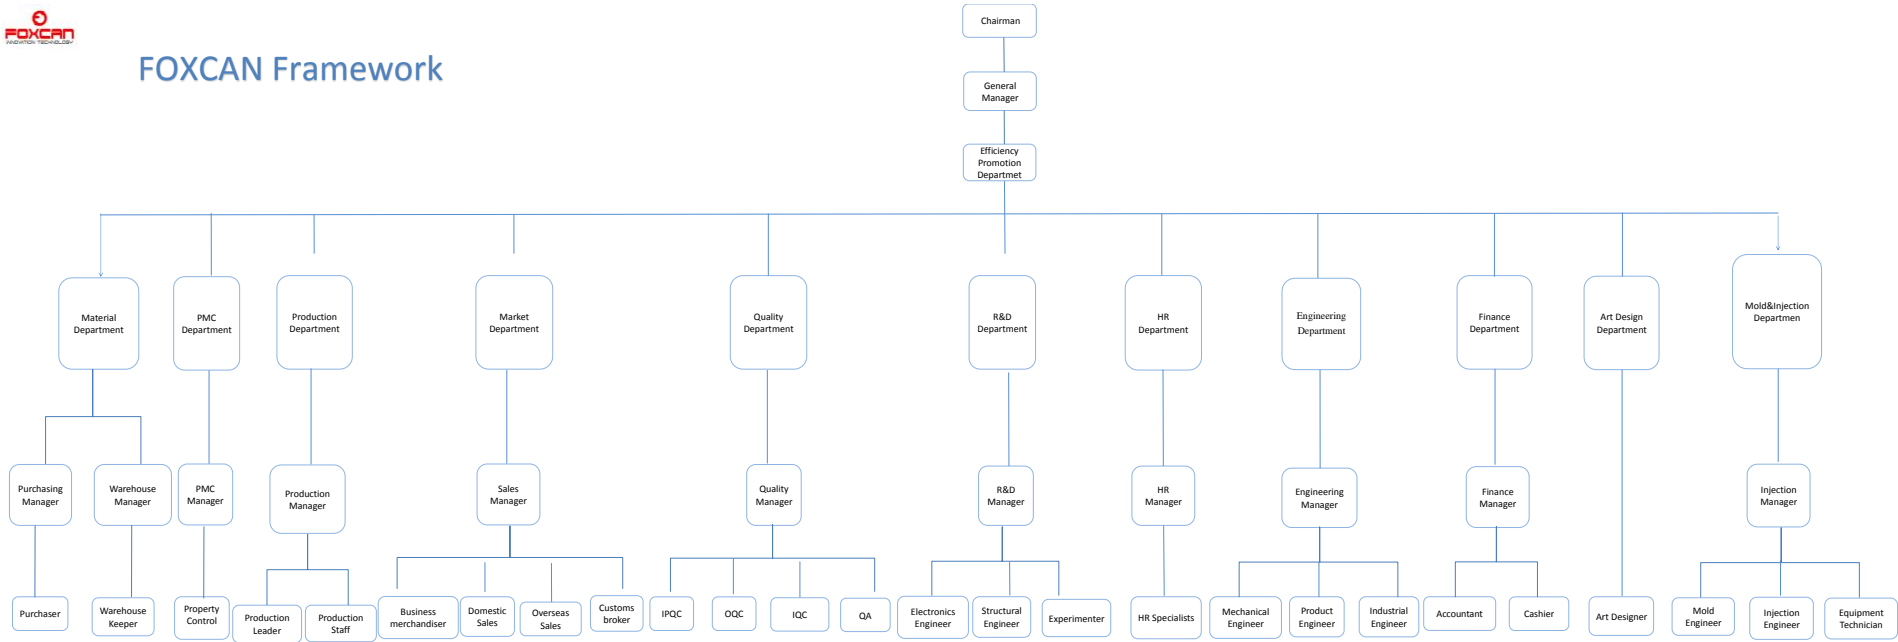 FOXCAN
INNOVATION TECHNOLOGY
FOXCAN Framework
Chairman
General
Manager
Efficiency
Promotion
Departmet
Material
Department
PMC
Department
Production
Department
Market
Department
Quality
Department
R&D
Department
HR
Department
Engineering
Department
Finance
Department
Art Design
Department
Mold&Injection
Departmen
Purchasing
Manager
Warehouse
Manager
PMC
Manager
Production
Manager
Sales
Manager
Quality
Manager
R&D
Manager
HR
Manager
Engineering
Manager
Finance
Manager
Injection
Manager
Purchaser
Warehouse
Keeper
Property
Control
Production
Leader
Production
Staff
Business
merchandiser
Domestic
Sales
Overseas
Sales
Customs
broker
IPQC
OQC
IQC
QA
Electronics
Engineer
Structural
Engineer
Experimenter
HR Specialists
Mechanical
Engineer
Product
Engineer
Industrial
Engineer
Accountant
Cashier
Art Designer
Mold
Engineer
Injection
Engineer
Equipment
Technician